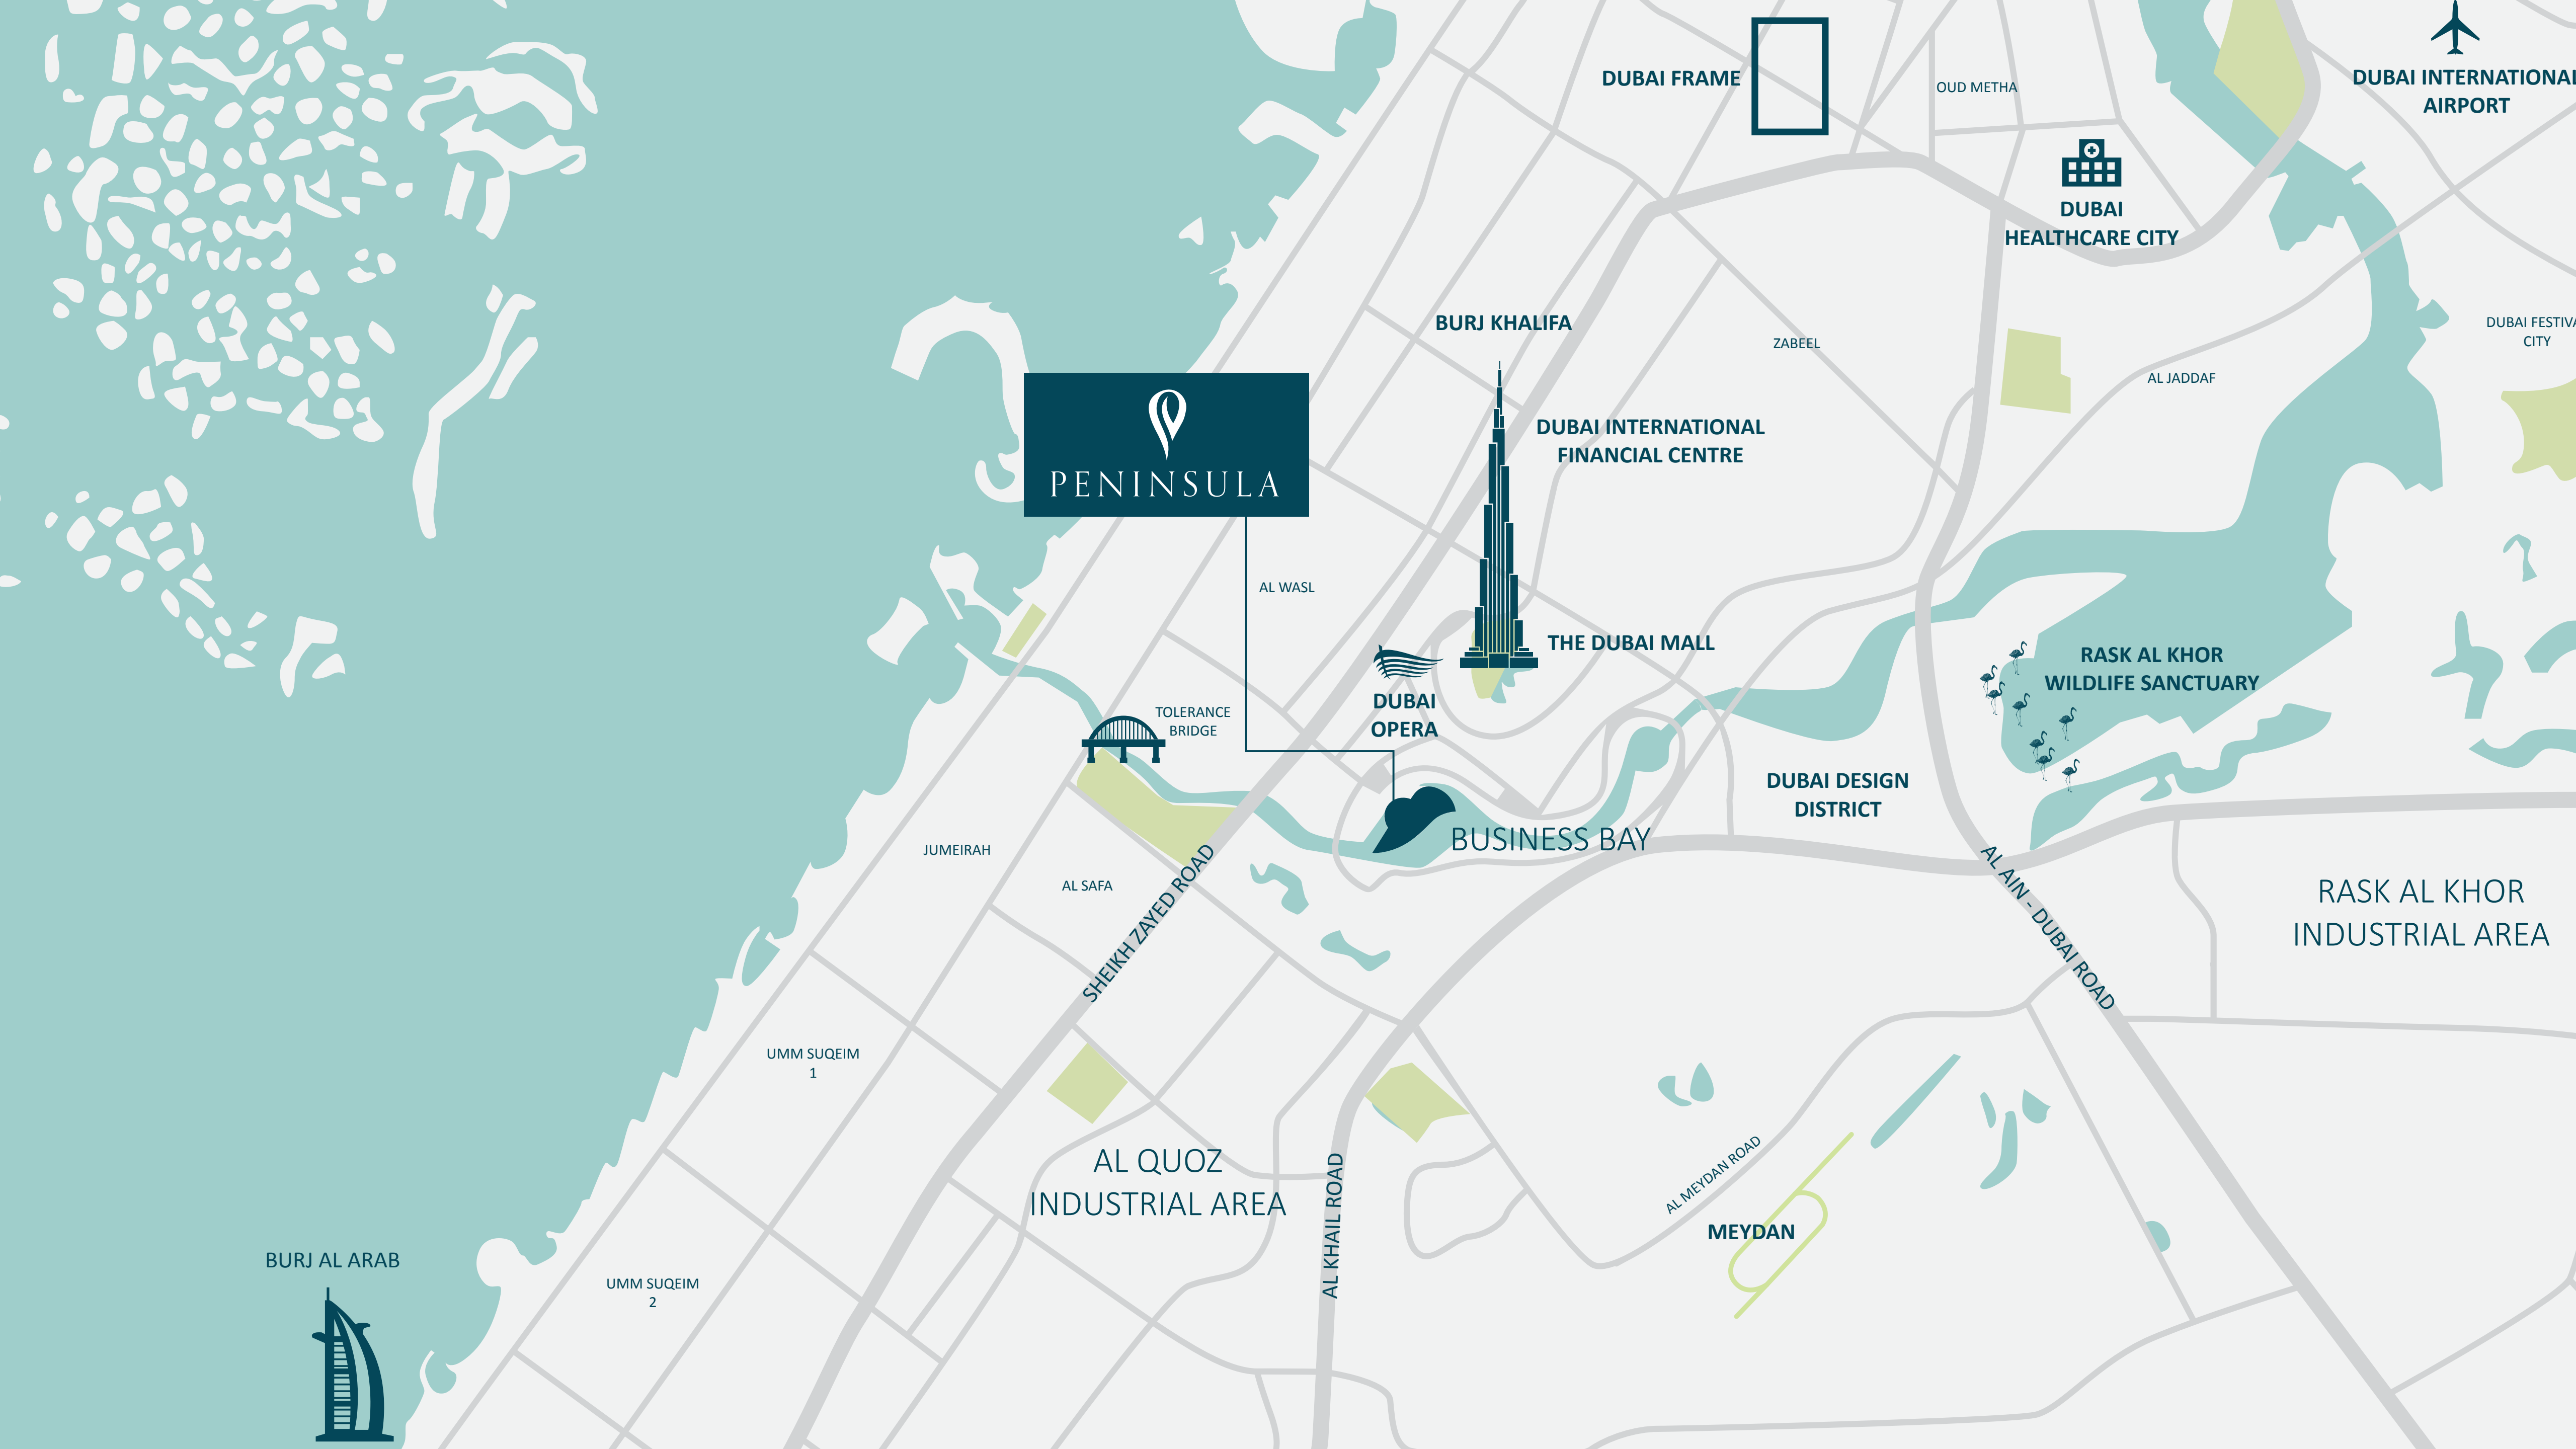 DUBAI FRAME
OUD METHA
DUBAI INTERNATIONAL
AIRPORT
DUBAI
HEALTHCARE CITY
BURJ KHALIFA
ZABEEL
DUBAI FESTIVA
CITY
AL JADDAF
DUBAI INTERNATIONAL
FINANCIAL CENTRE
PENINSULA
AL WASL
THE DUBAI MALL
RASK AL KHOR
WILDLIFE SANCTUARY
DUBAI
OPERA
TOLERANCE
BRIDGE
DUBAI DESIGN
DISTRICT
BUSINESS BAY
JUMEIRAH
AL SAFA
SHEIKH ZAYED ROAD
AL AIN - DUBAI ROAD
RASK AL KHOR
INDUSTRIAL AREA
UMM SUQEIM
1
AL QUOZ
INDUSTRIAL AREA
AL KHAIL ROAD
AL MEYDAN ROAD
MEYDAN
BURJ AL ARAB
UMM SUQEIM
2